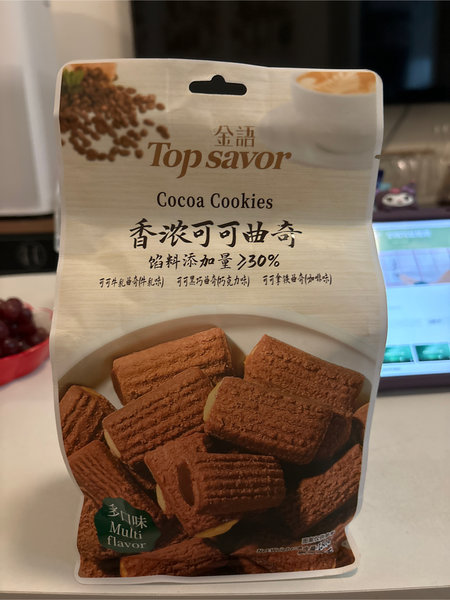 金語
Top savor
Cocoa Cookies
香浓可可曲奇
馅料添加量≥30%
可可牛乳曲奇(牛乳味) 可可黑巧曲奇(巧克力味) 可可拿铁曲奇(咖啡味)
多口味
Multi
flavor